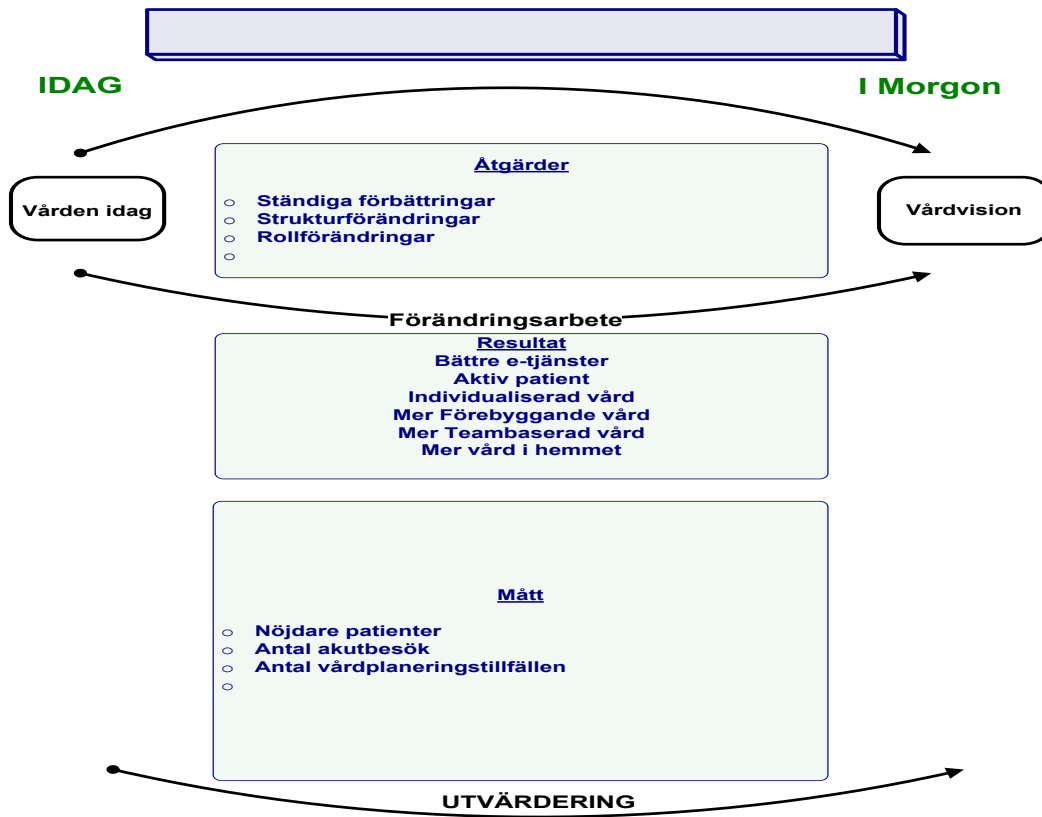 IDAG
I Morgon
Åtgärder
Vården idag
Ständiga förbättringar
Strukturförändringar
Rollförändringar
Vårdvision
Förändringsarbete
Resultat
Bättre e-tjänster
Aktiv patient
Individualiserad vård
Mer Förebyggande vård
Mer Teambaserad vård
Mer vård i hemmet
Mått
Nöjdare patienter
Antal akutbesök
Antal vårdplaneringstillfällen
UTVÄRDERING